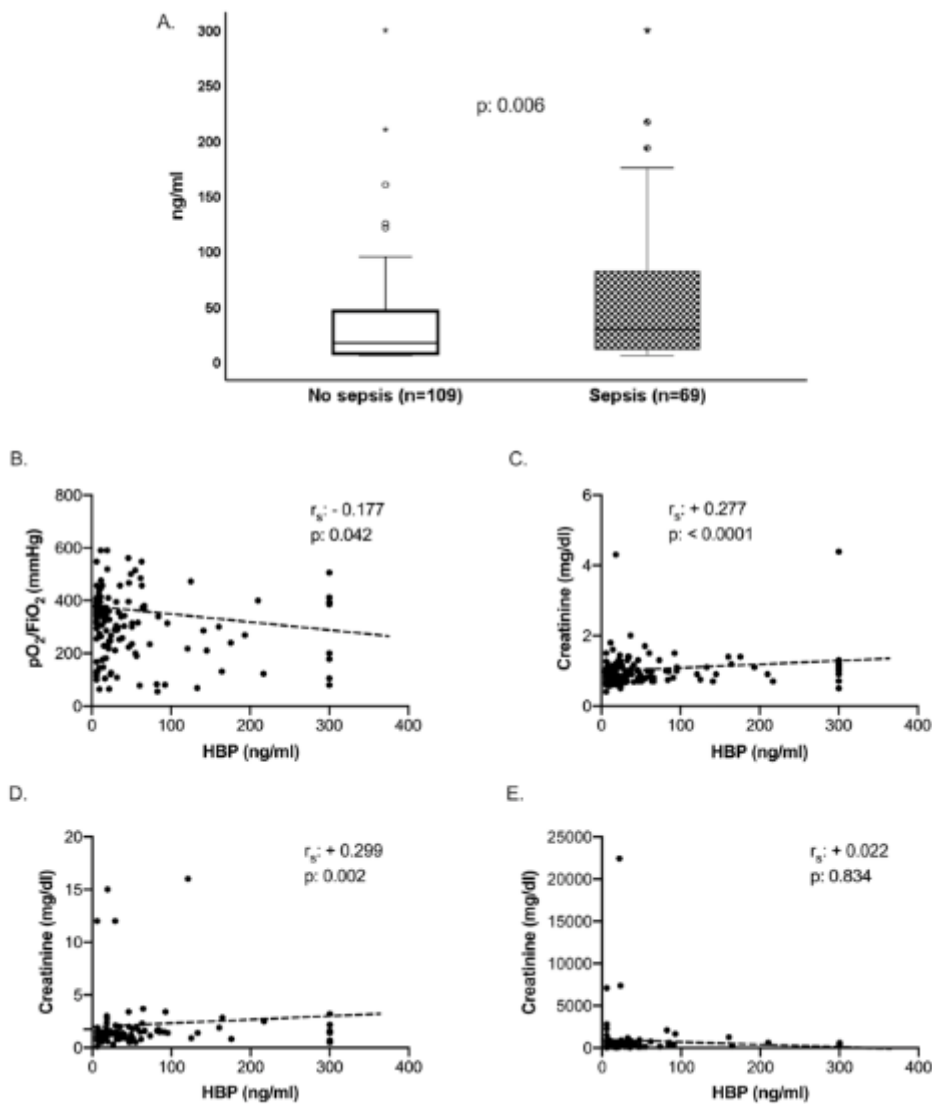 A.
300
250
200
150
100
50
0
ng/ml
p: 0.006
No sepsis (n=109)
Sepsis (n=69)
B.
800
600
400
200
0
pO₂/FiO₂ (mmHg)
rₛ: - 0.177
p: 0.042
0 100 200 300 400
HBP (ng/ml)
C.
6
4
2
0
Creatinine (mg/dl)
rₛ: + 0.277
p: < 0.0001
0 100 200 300 400
HBP (ng/ml)
D.
20
15
10
5
0
Creatinine (mg/dl)
rₛ: + 0.299
p: 0.002
0 100 200 300 400
HBP (ng/ml)
E.
25000
20000
15000
10000
5000
0
Creatinine (mg/dl)
rₛ: + 0.022
p: 0.834
0 100 200 300 400
HBP (ng/ml)